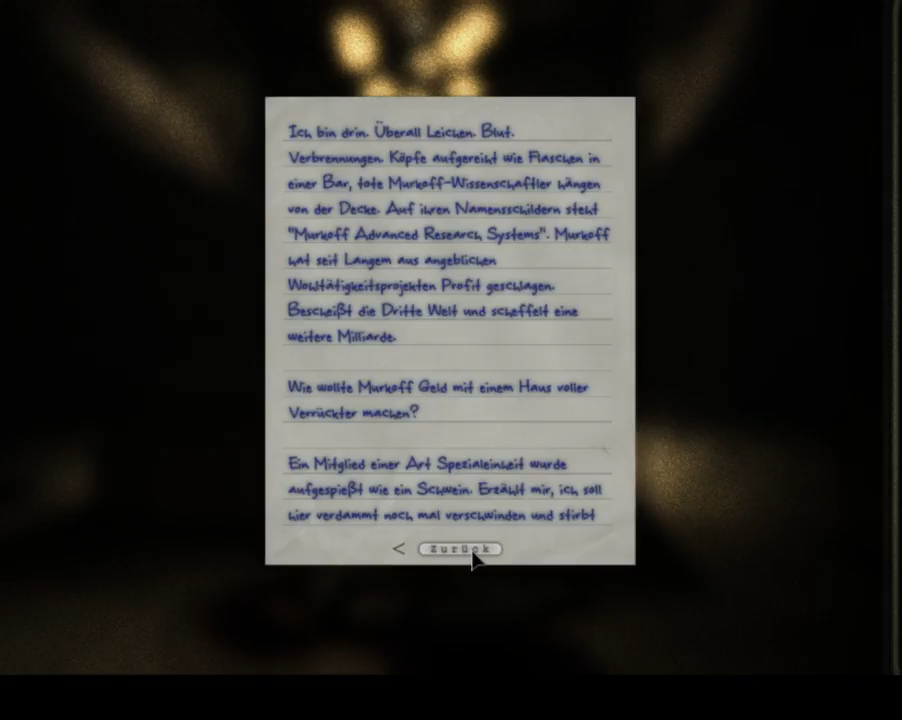 Ich bin drin. Überall Leichen. Blut.
Verbrennungen. Köpfe aufgereiht wie Flaschen in
einer Bar, tote Murkoff-Wissenschaftler hängen
von der Decke. Auf ihren Namensschildern steht
"Murkoff Advanced Research Systems". Murkoff
hat seit Langem aus angeblichen
Wohltätigkeitsprojekten Profit geschlagen.
Bescheißt die Dritte Welt und scheffelt eine
weitere Milliarde.
Wie wollte Murkoff Geld mit einem Haus voller
Verrückter machen?
Ein Mitglied einer Art Spezialeinheit wurde
aufgespießt wie ein Schwein. Erzählt mir, ich soll
hier verdammt noch mal verschwinden und stirbt
< Zurück